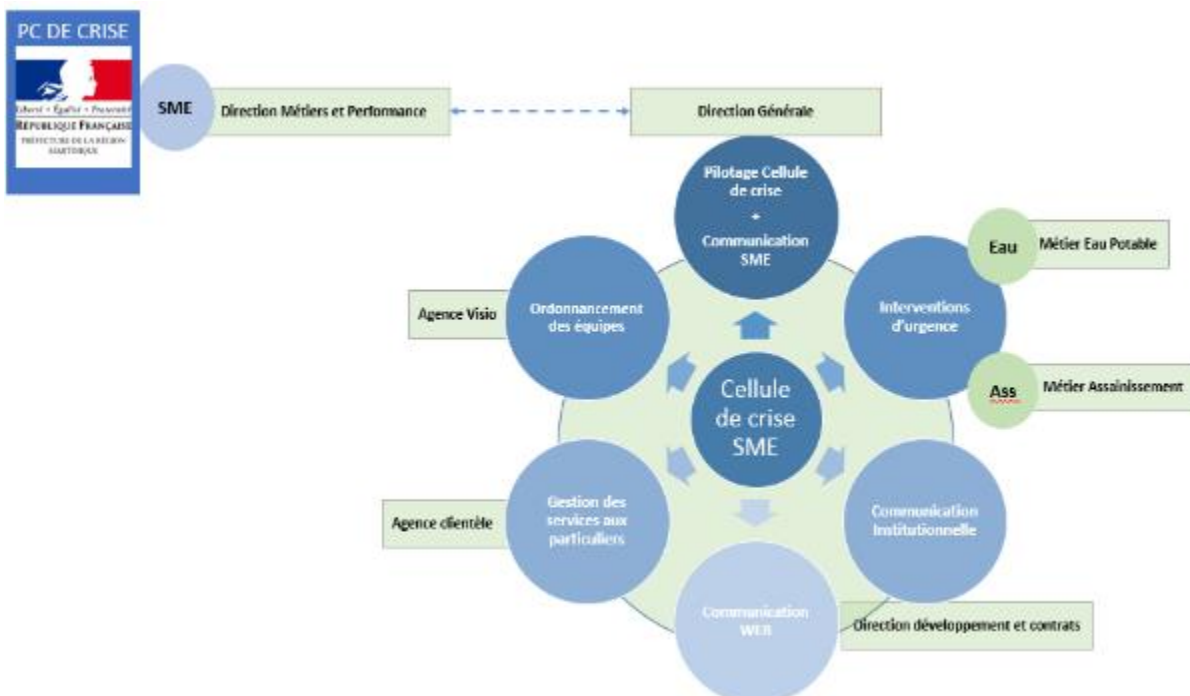 PC DE CRISE
Liberté • Égalité • Fraternité
RÉPUBLIQUE FRANÇAISE
PRÉFECTURE DE LA RÉGION
MARTINIQUE
SME
Direction Métiers et Performance
Direction Générale
Pilotage Cellule
de crise
+
Communication
SME
Eau
Métier Eau Potable
Interventions
d'urgence
Ass
Métier Assainissement
Agence Visio
Ordonnancement
des équipes
Cellule
de crise
SME
Agence clientèle
Gestion des
services aux
particuliers
Communication
Institutionnelle
Communication
WEB
Direction développement et contrats